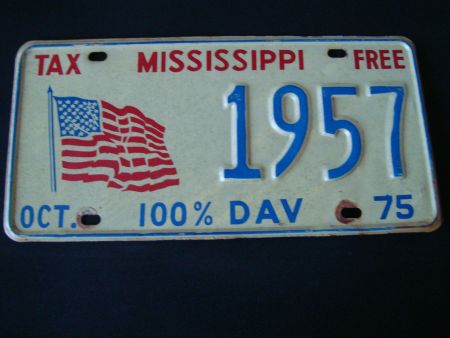 TAX MISSISSIPPI FREE
1957
OCT. 100% DAV 75